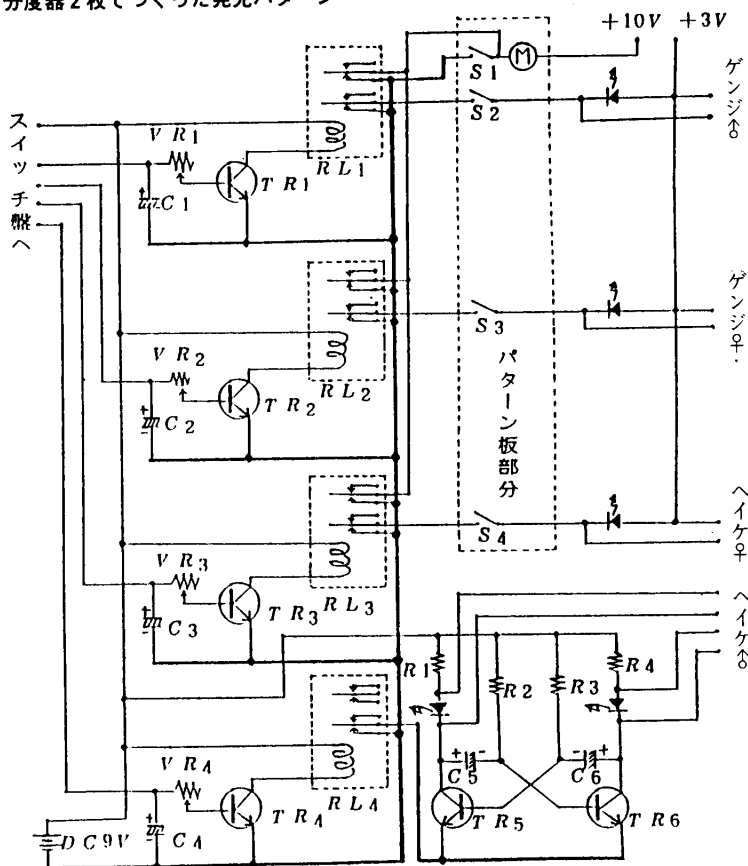 分度器2枚でつくった発光パターン
+10V +3V
スイッチ盤へ
VR1
C1
TR1
RL1
S1
M
S2
ゲンジ♂
VR2
C2
TR2
RL2
S3
ゲンジ♀
パターン板部分
VR3
C3
TR3
RL3
S4
ヘイケ♀
VR4
C4
TR4
RL4
DC9V
R1
R2
R3
R4
C5
C6
TR5
TR6
ヘイケ♂